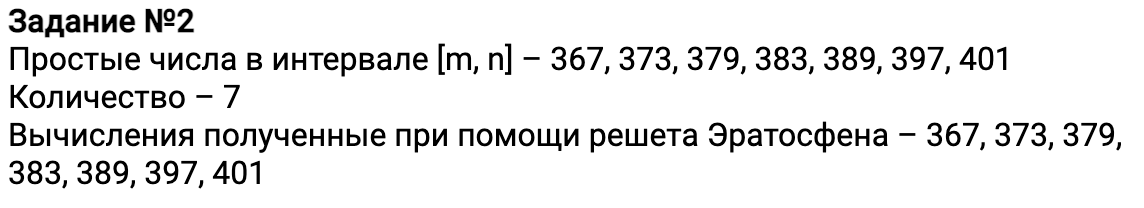 Задание №2
Простые числа в интервале [m, n] – 367, 373, 379, 383, 389, 397, 401
Количество – 7
Вычисления полученные при помощи решета Эратосфена – 367, 373, 379,
383, 389, 397, 401